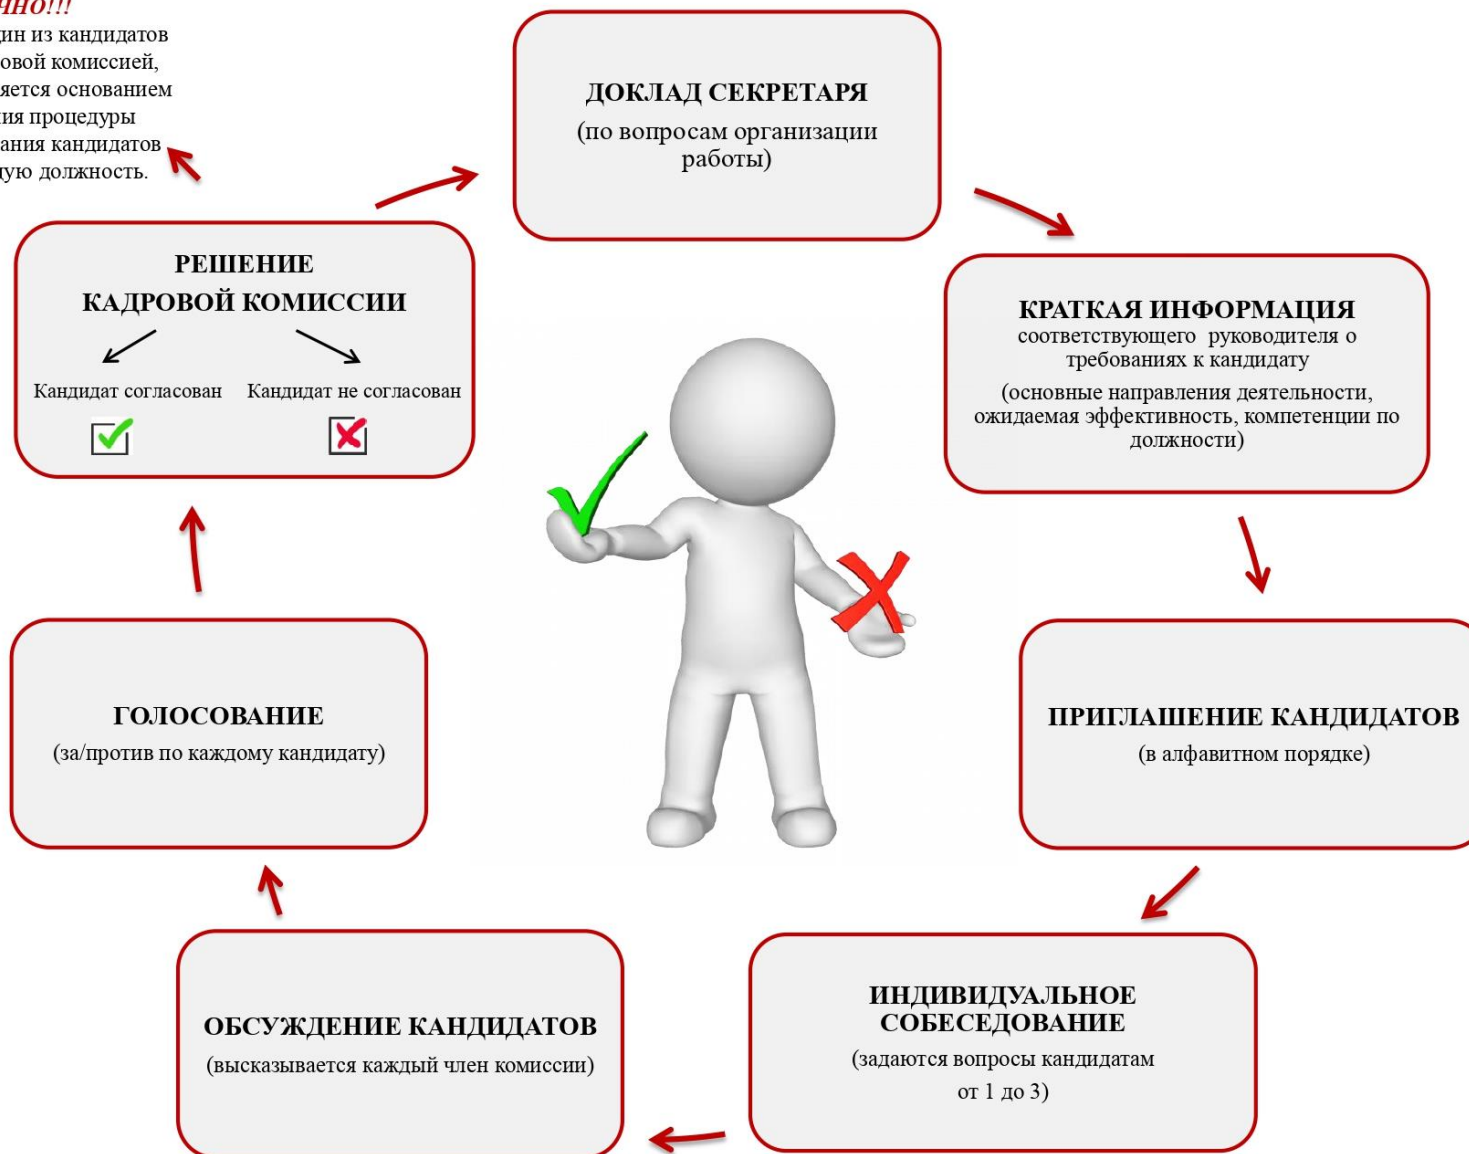 дин из кандидатов
овой комиссией,
яется основанием
ия процедуры
ания кандидатов
ую должность.
ДОКЛАД СЕКРЕТАРЯ
(по вопросам организации
работы)
КРАТКАЯ ИНФОРМАЦИЯ
соответствующего руководителя о
требованиях к кандидату
(основные направления деятельности,
ожидаемая эффективность, компетенции по
должности)
ПРИГЛАШЕНИЕ КАНДИДАТОВ
(в алфавитном порядке)
ИНДИВИДУАЛЬНОЕ
СОБЕСЕДОВАНИЕ
(задаются вопросы кандидатам
от 1 до 3)
ОБСУЖДЕНИЕ КАНДИДАТОВ
(высказывается каждый член комиссии)
ГОЛОСОВАНИЕ
(за/против по каждому кандидату)
РЕШЕНИЕ
КАДРОВОЙ КОМИССИИ
Кандидат согласован Кандидат не согласован